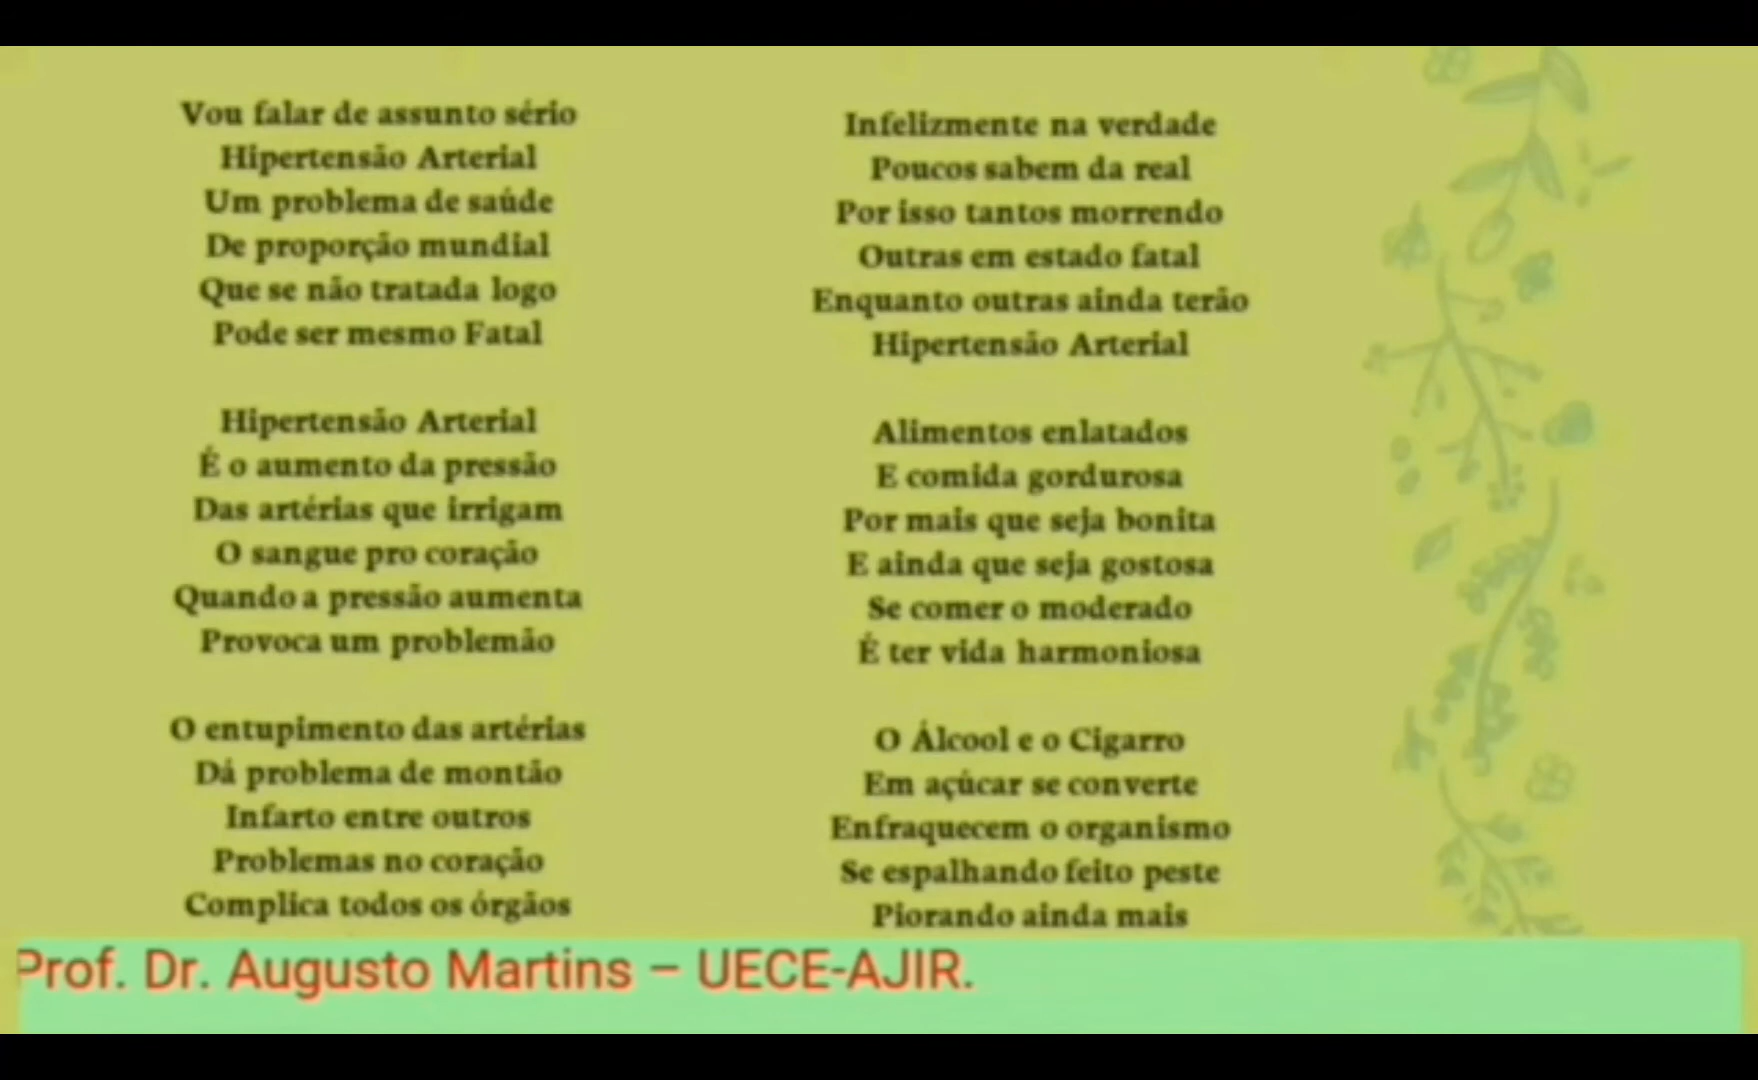 Vou falar de assunto sério
Hipertensão Arterial
Um problema de saúde
De proporção mundial
Que se não tratada logo
Pode ser mesmo Fatal
Hipertensão Arterial
É o aumento da pressão
Das artérias que irrigam
O sangue pro coração
Quando a pressão aumenta
Provoca um problemão
O entupimento das artérias
Dá problema de montão
Infarto entre outros
Problemas no coração
Complica todos os órgãos
Infelizmente na verdade
Poucos sabem da real
Por isso tantos morrendo
Outras em estado fatal
Enquanto outras ainda terão
Hipertensão Arterial
Alimentos enlatados
E comida gordurosa
Por mais que seja bonita
E ainda que seja gostosa
Se comer o moderado
É ter vida harmoniosa
O Álcool e o Cigarro
Em açúcar se converte
Enfraquecem o organismo
Se espalhando feito peste
Piorando ainda mais
Prof. Dr. Augusto Martins – UECE-AJIR.